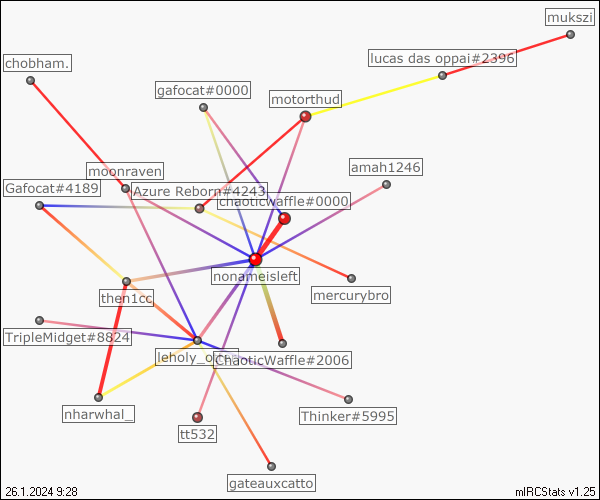 mukszi
lucas das oppai#2396
chobham.
gafocat#0000
motorthud
moonraven
amah1246
Gafocat#4189
Azure Reborn#4243
chaoticwaffle#0000
nonameisleft
then1cc
mercurybro
TripleMidget#8824
ChaoticWaffle#2006
nharwhal_
Thinker#5995
tt532
gateauxcatto
26.1.2024 9:28
mIRCStats v1.25